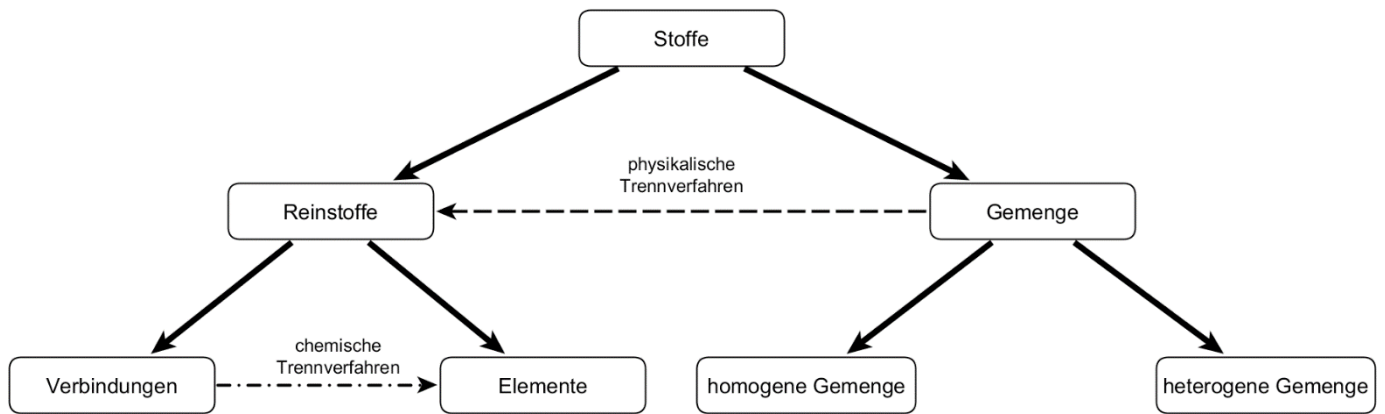 Stoffe
physikalische
Trennverfahren
Reinstoffe
Gemenge
chemische
Trennverfahren
Verbindungen
Elemente
homogene Gemenge
heterogene Gemenge